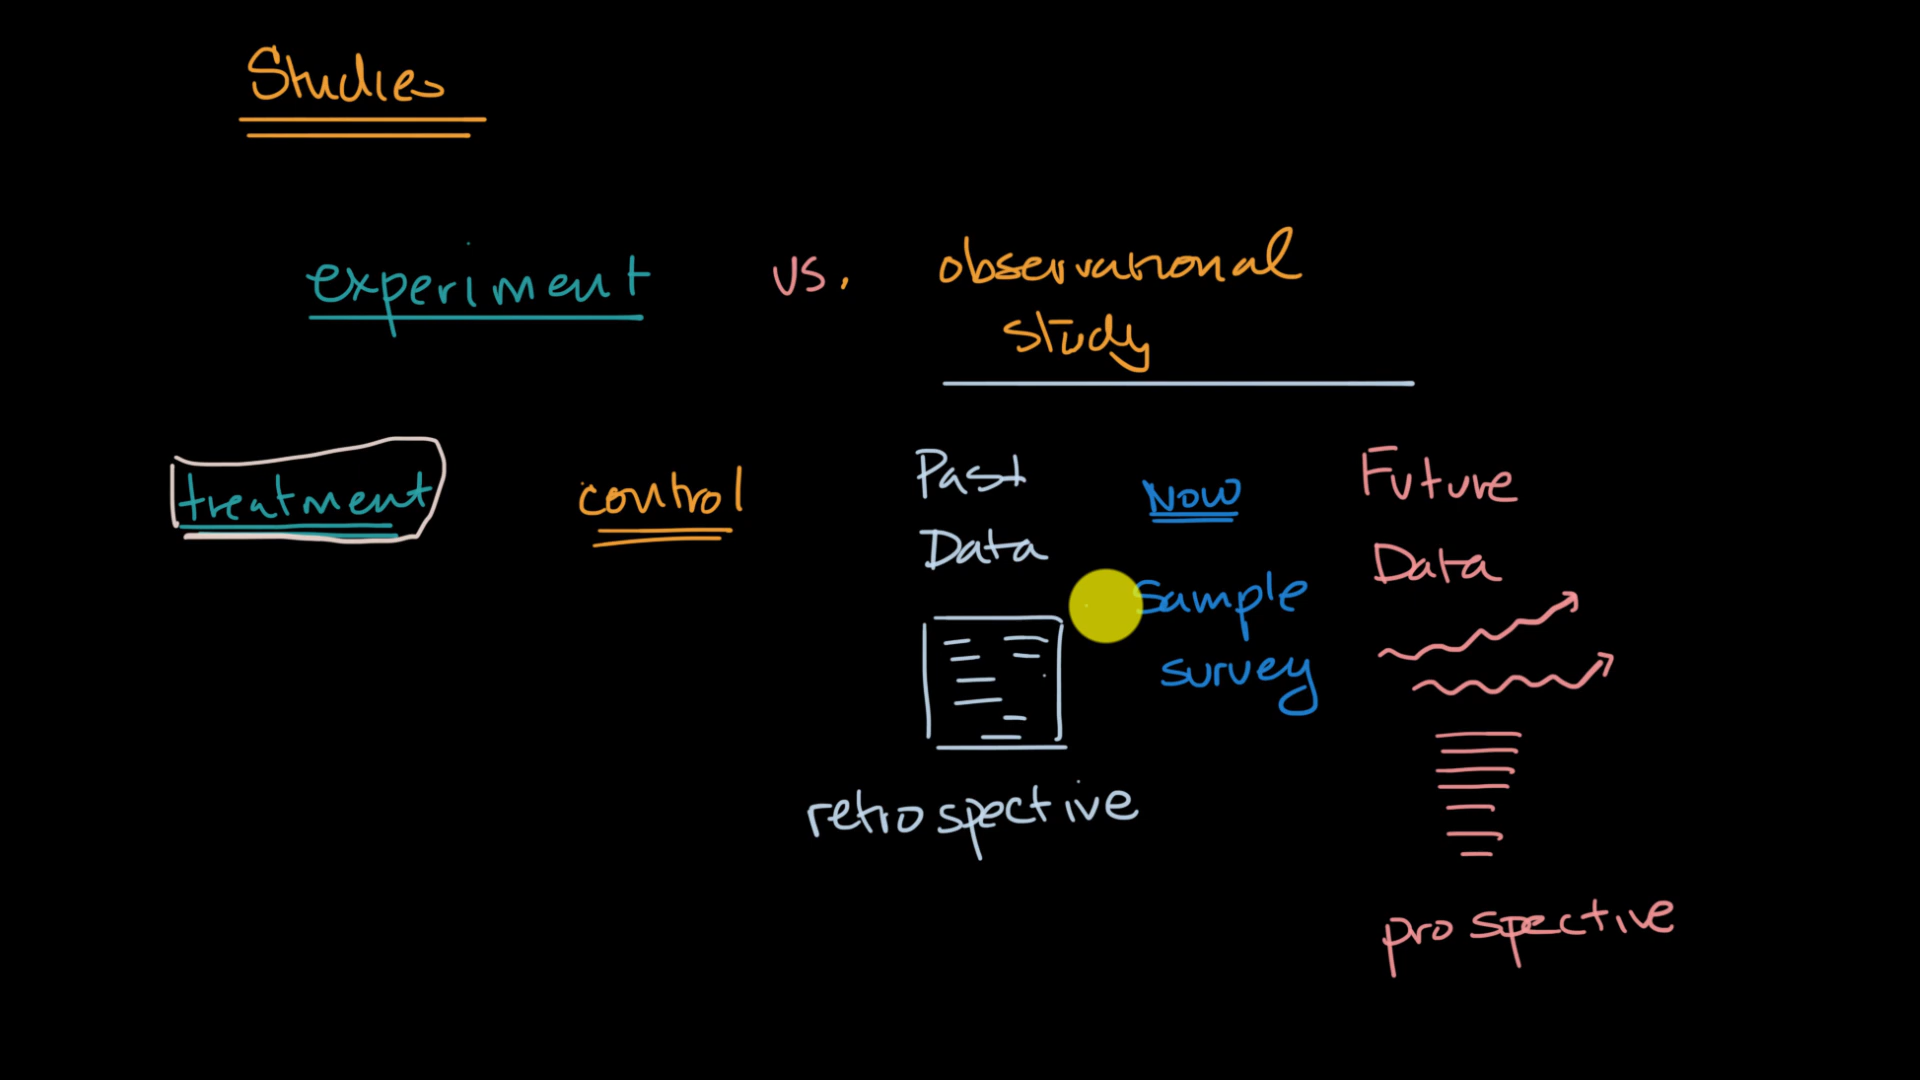 Studies
experiment vs. observational
study
treatment control
Past
Data
Now
Sample
survey
Future
Data
retrospective
prospective